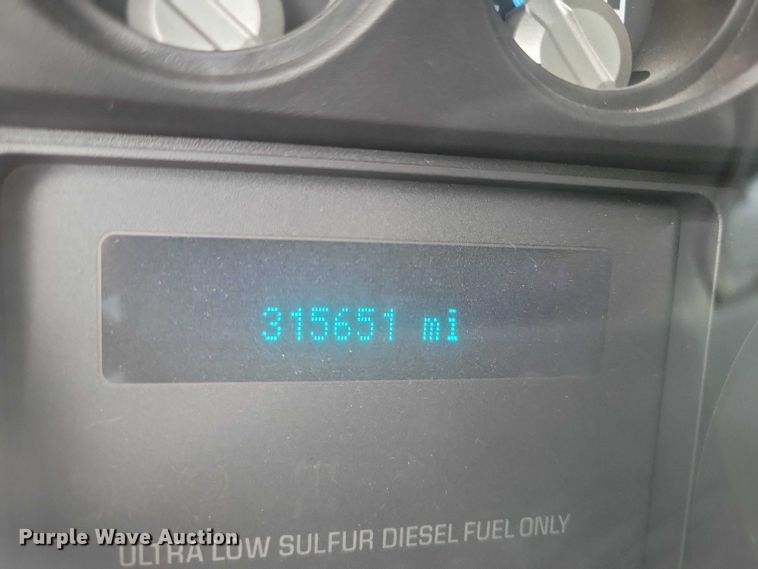 315651 mi
ULTRA LOW SULFUR DIESEL FUEL ONLY
Purple Wave Auction